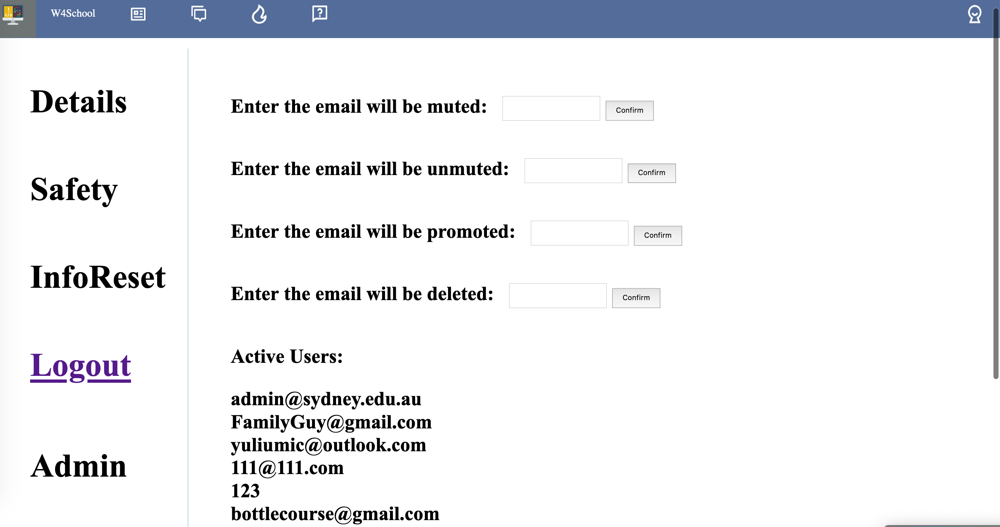 W4School
Details
Enter the email will be muted: Confirm
Enter the email will be unmuted: Confirm
Safety
Enter the email will be promoted: Confirm
InfoReset
Enter the email will be deleted: Confirm
Active Users:
Logout
admin@sydney.edu.au
FamilyGuy@gmail.com
yuliumic@outlook.com
Admin
111@111.com
123
bottlecourse@gmail.com